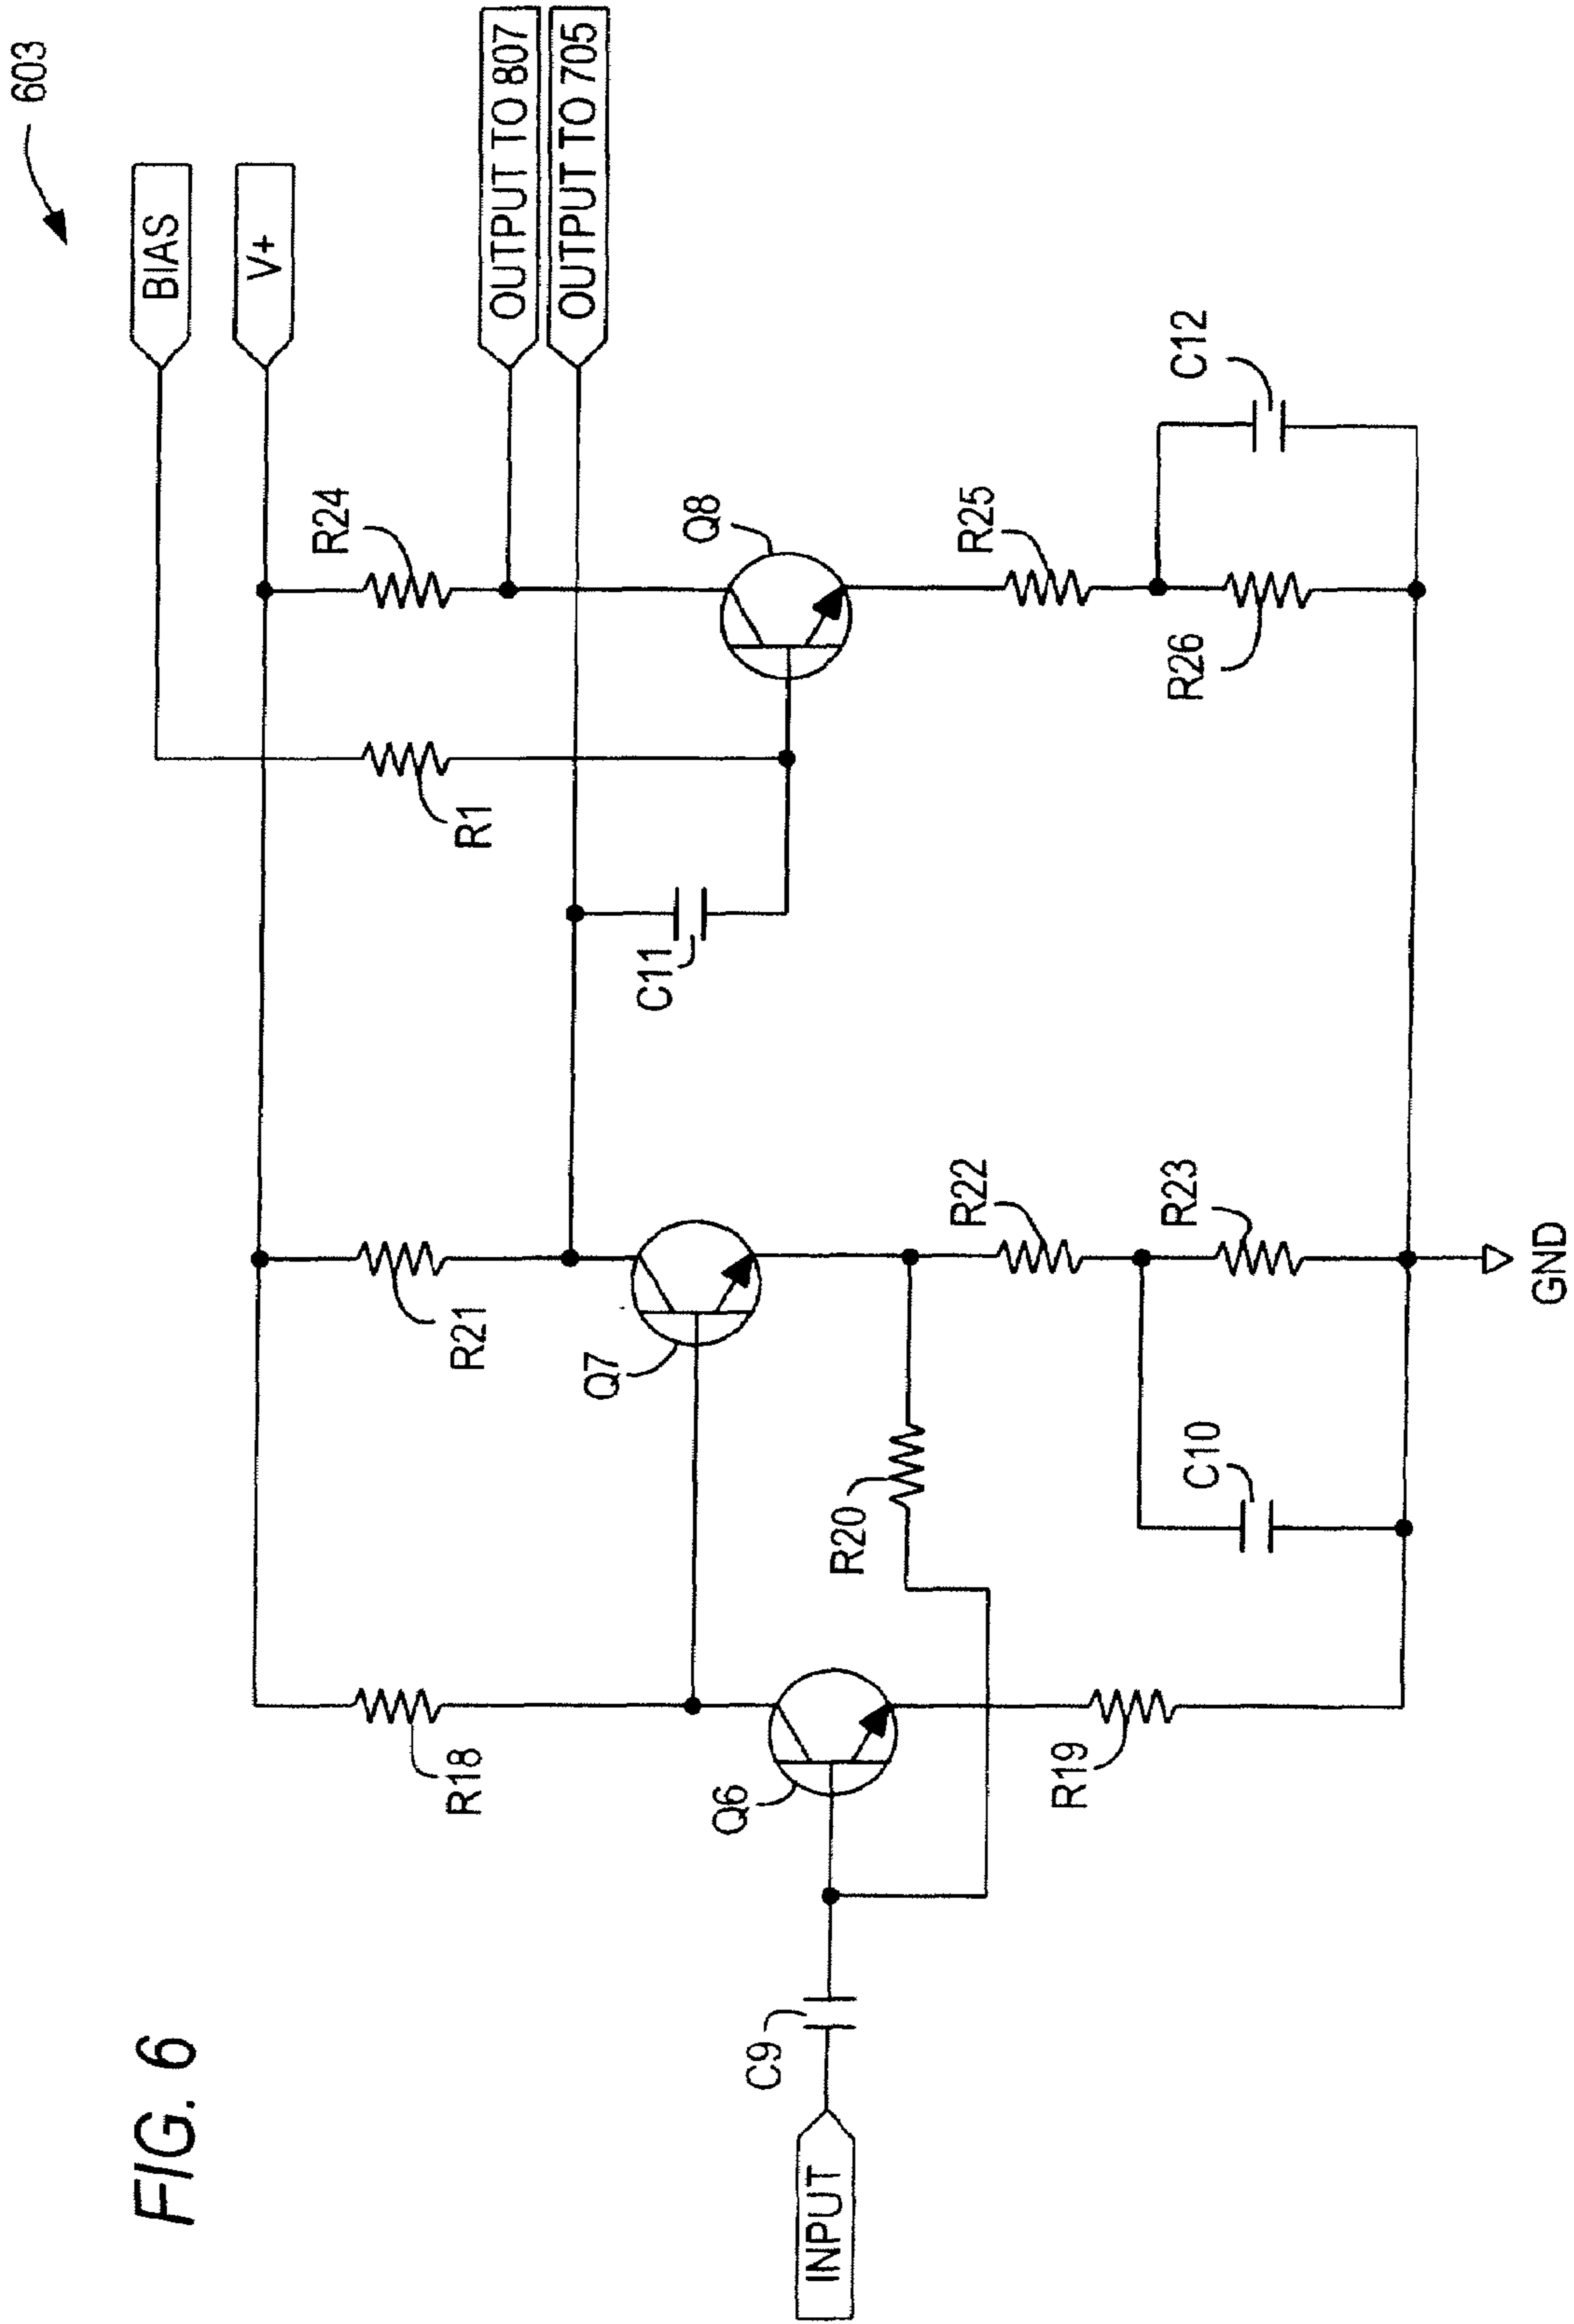 FIG. 6
603
BIAS
V+
OUTPUT TO 807
OUTPUT TO 705
R24
R1
R21
R18
Q8
C11
Q7
Q6
R25
C12
R26
R22
R23
R20
C10
R19
C9
INPUT
GND